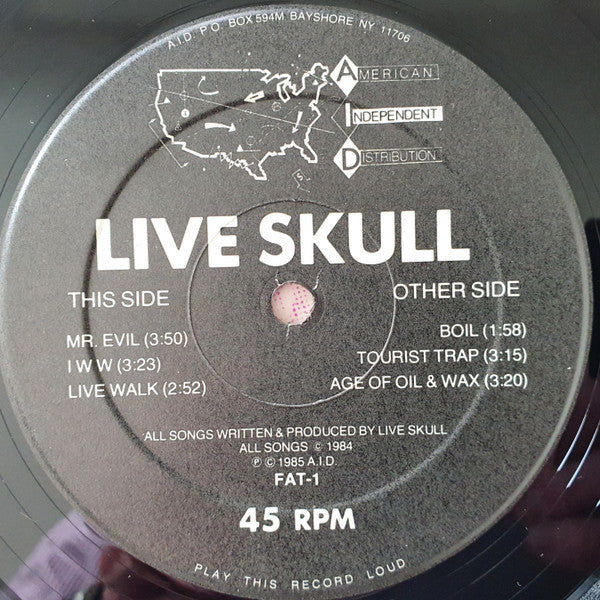 A.I.D. P.O. BOX 594M BAYSHORE NY 11706
AMERICAN
INDEPENDENT
DISTRIBUTION
LIVE SKULL
THIS SIDE
MR. EVIL (3:50)
I W W (3:23)
LIVE WALK (2:52)
OTHER SIDE
BOIL (1:58)
TOURIST TRAP (3:15)
AGE OF OIL & WAX (3:20)
ALL SONGS WRITTEN & PRODUCED BY LIVE SKULL
ALL SONGS © 1984
℗ © 1985 A.I.D.
FAT-1
45 RPM
PLAY THIS RECORD LOUD